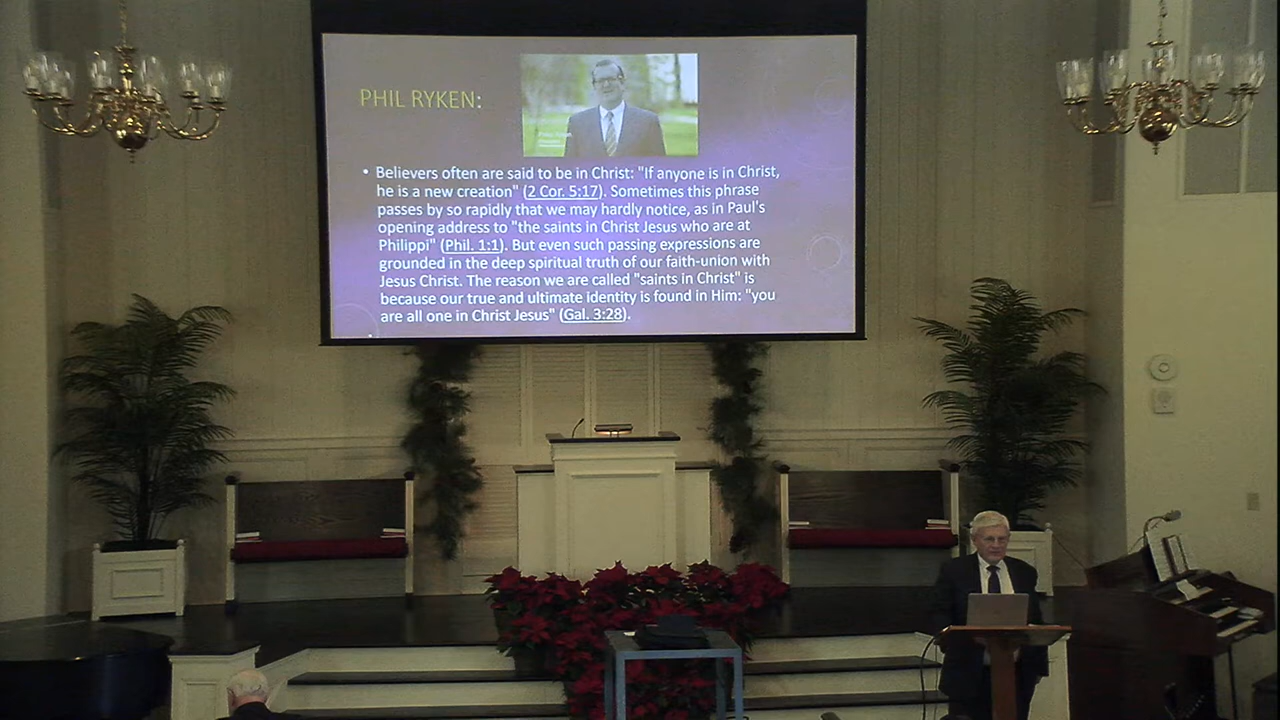 PHIL RYKEN:
• Believers often are said to be in Christ: "If anyone is in Christ,
he is a new creation" (2 Cor. 5:17). Sometimes this phrase
passes by so rapidly that we may hardly notice, as in Paul's
opening address to "the saints in Christ Jesus who are at
Philippi" (Phil. 1:1). But even such passing expressions are
grounded in the deep spiritual truth of our faith-union with
Jesus Christ. The reason we are called "saints in Christ" is
because our true and ultimate identity is found in Him: "you
are all one in Christ Jesus" (Gal. 3:28).